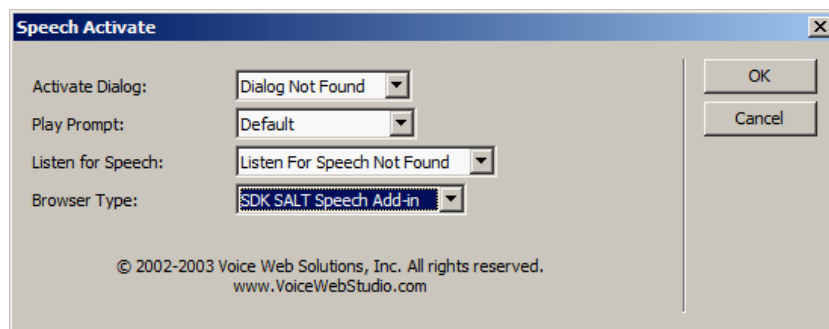 Speech Activate
Activate Dialog: Dialog Not Found
Play Prompt: Default
Listen for Speech: Listen For Speech Not Found
Browser Type: SDK SALT Speech Add-in
OK
Cancel
© 2002-2003 Voice Web Solutions, Inc. All rights reserved.
www.VoiceWebStudio.com